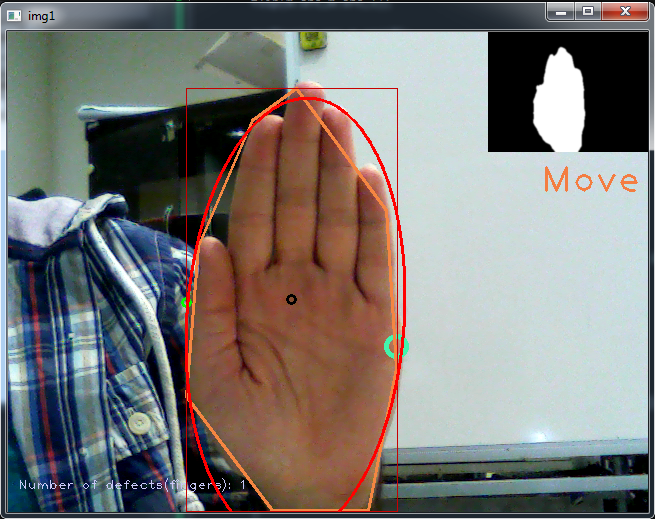 img1
Move
Number of defects(fingers): 1